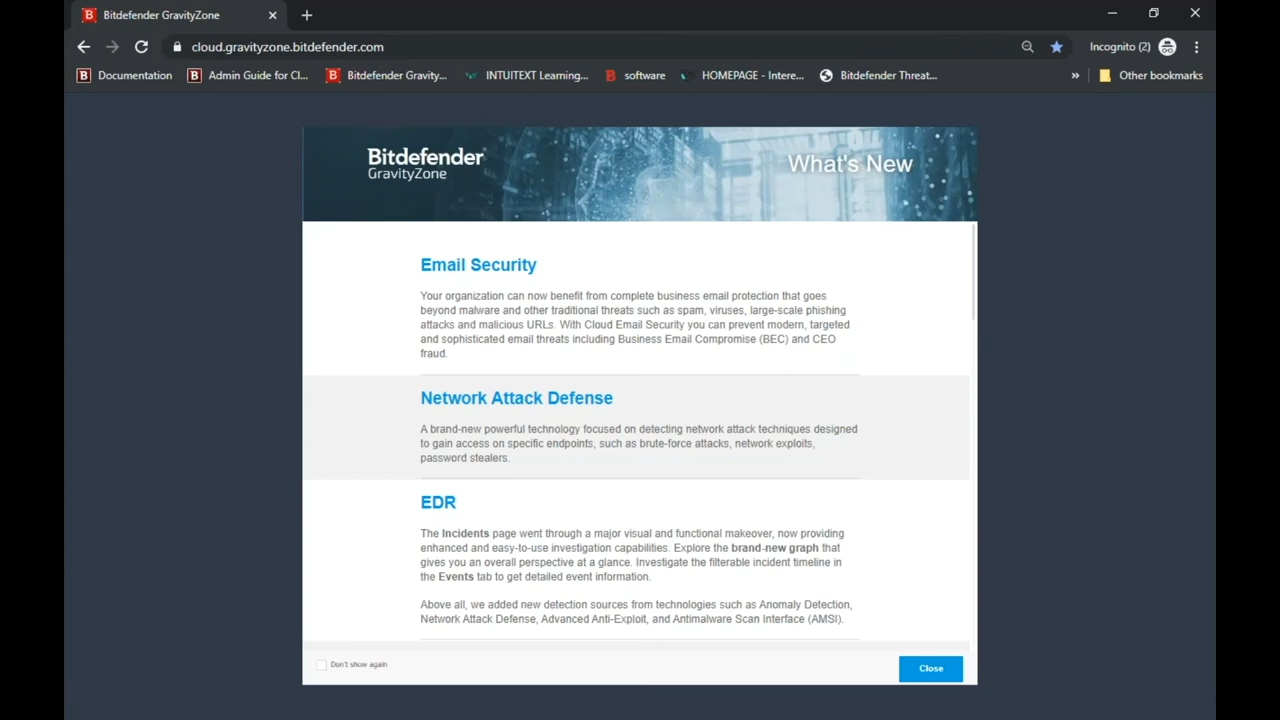 Bitdefender GravityZone
cloud.gravityzone.bitdefender.com
Incognito (2)
Documentation
Admin Guide for Cl...
Bitdefender Gravity...
INTUITEXT Learning...
software
HOMEPAGE - Intere...
Bitdefender Threat...
»
Other bookmarks
Bitdefender
GravityZone
What's New
Email Security
Your organization can now benefit from complete business email protection that goes
beyond malware and other traditional threats such as spam, viruses, large-scale phishing
attacks and malicious URLs. With Cloud Email Security you can prevent modern, targeted
and sophisticated email threats including Business Email Compromise (BEC) and CEO
fraud.
Network Attack Defense
A brand-new powerful technology focused on detecting network attack techniques designed
to gain access on specific endpoints, such as brute-force attacks, network exploits,
password stealers.
EDR
The Incidents page went through a major visual and functional makeover, now providing
enhanced and easy-to-use investigation capabilities. Explore the brand-new graph that
gives you an overall perspective at a glance. Investigate the filterable incident timeline in
the Events tab to get detailed event information.
Above all, we added new detection sources from technologies such as Anomaly Detection,
Network Attack Defense, Advanced Anti-Exploit, and Antimalware Scan Interface (AMSI).
Don't show again
Close